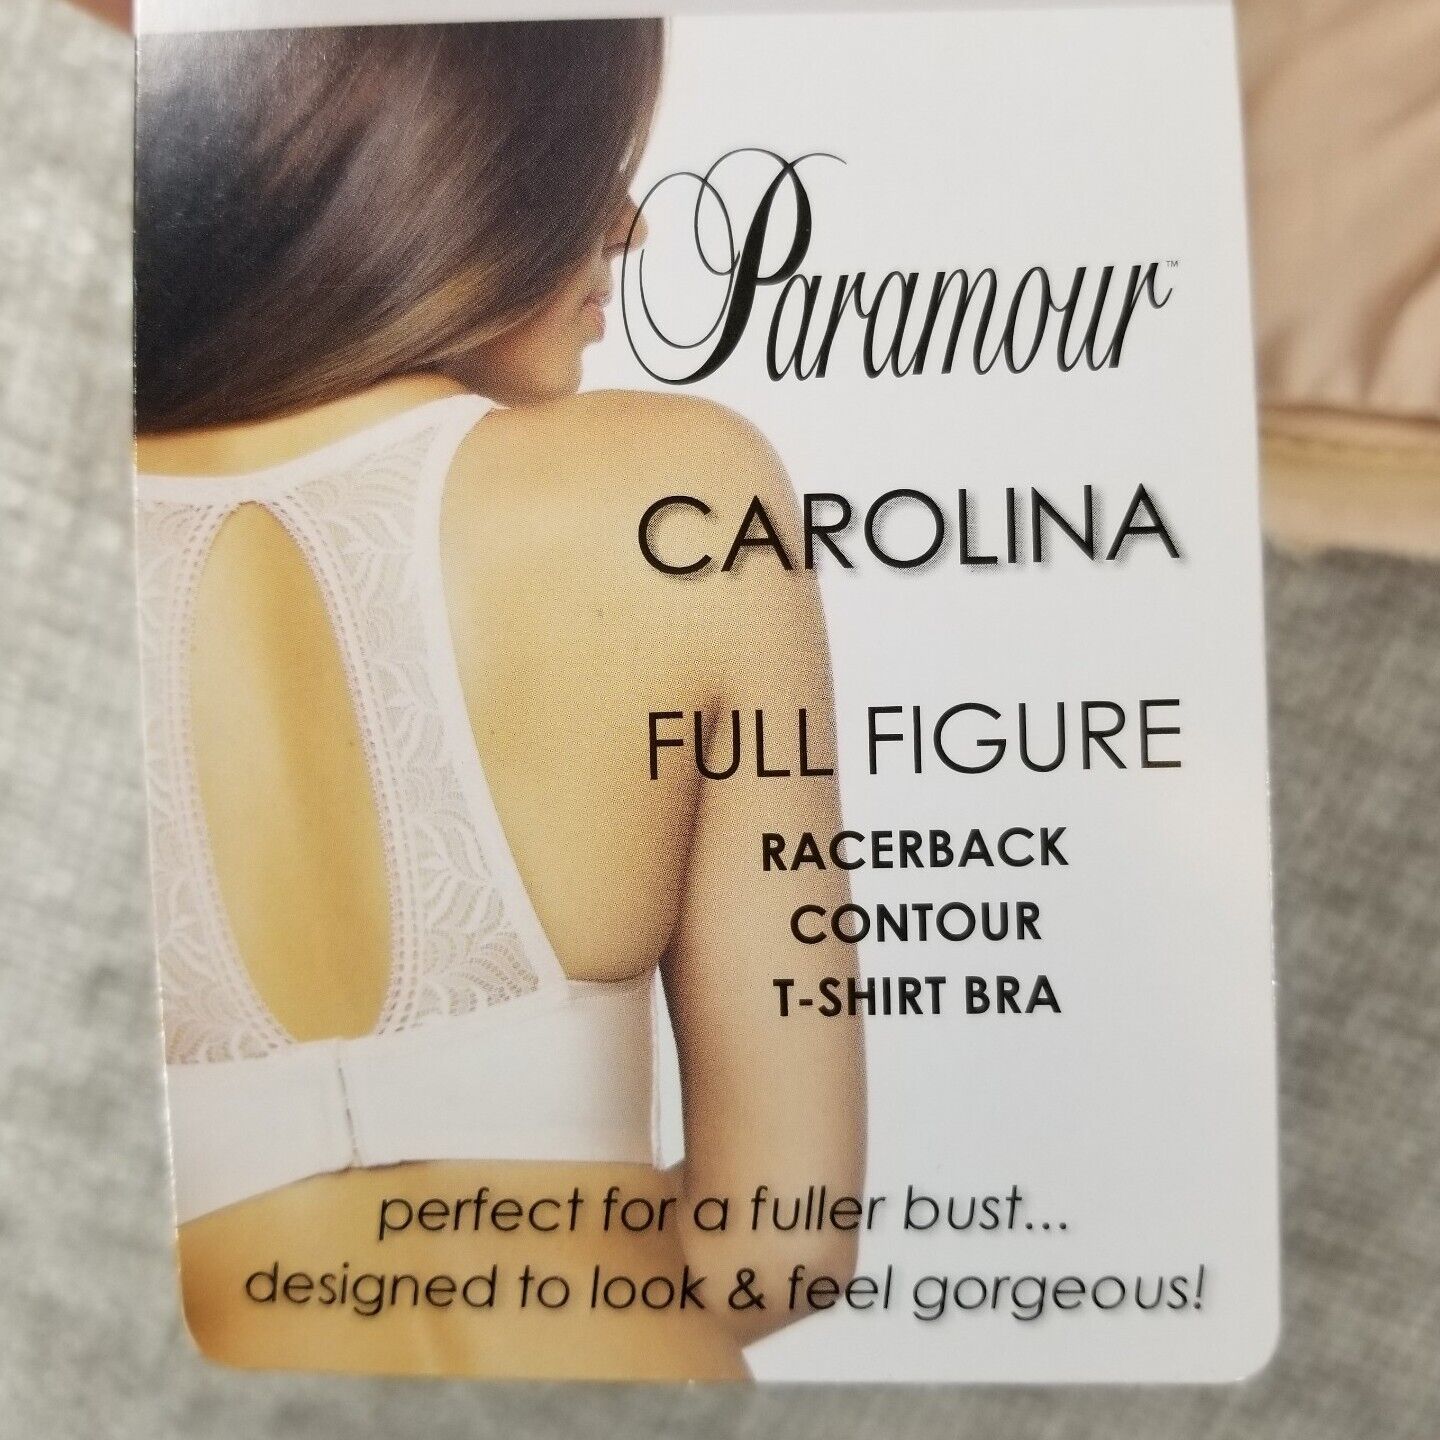 Paramour™
CAROLINA
FULL FIGURE
RACERBACK
CONTOUR
T-SHIRT BRA
perfect for a fuller bust...
designed to look & feel gorgeous!